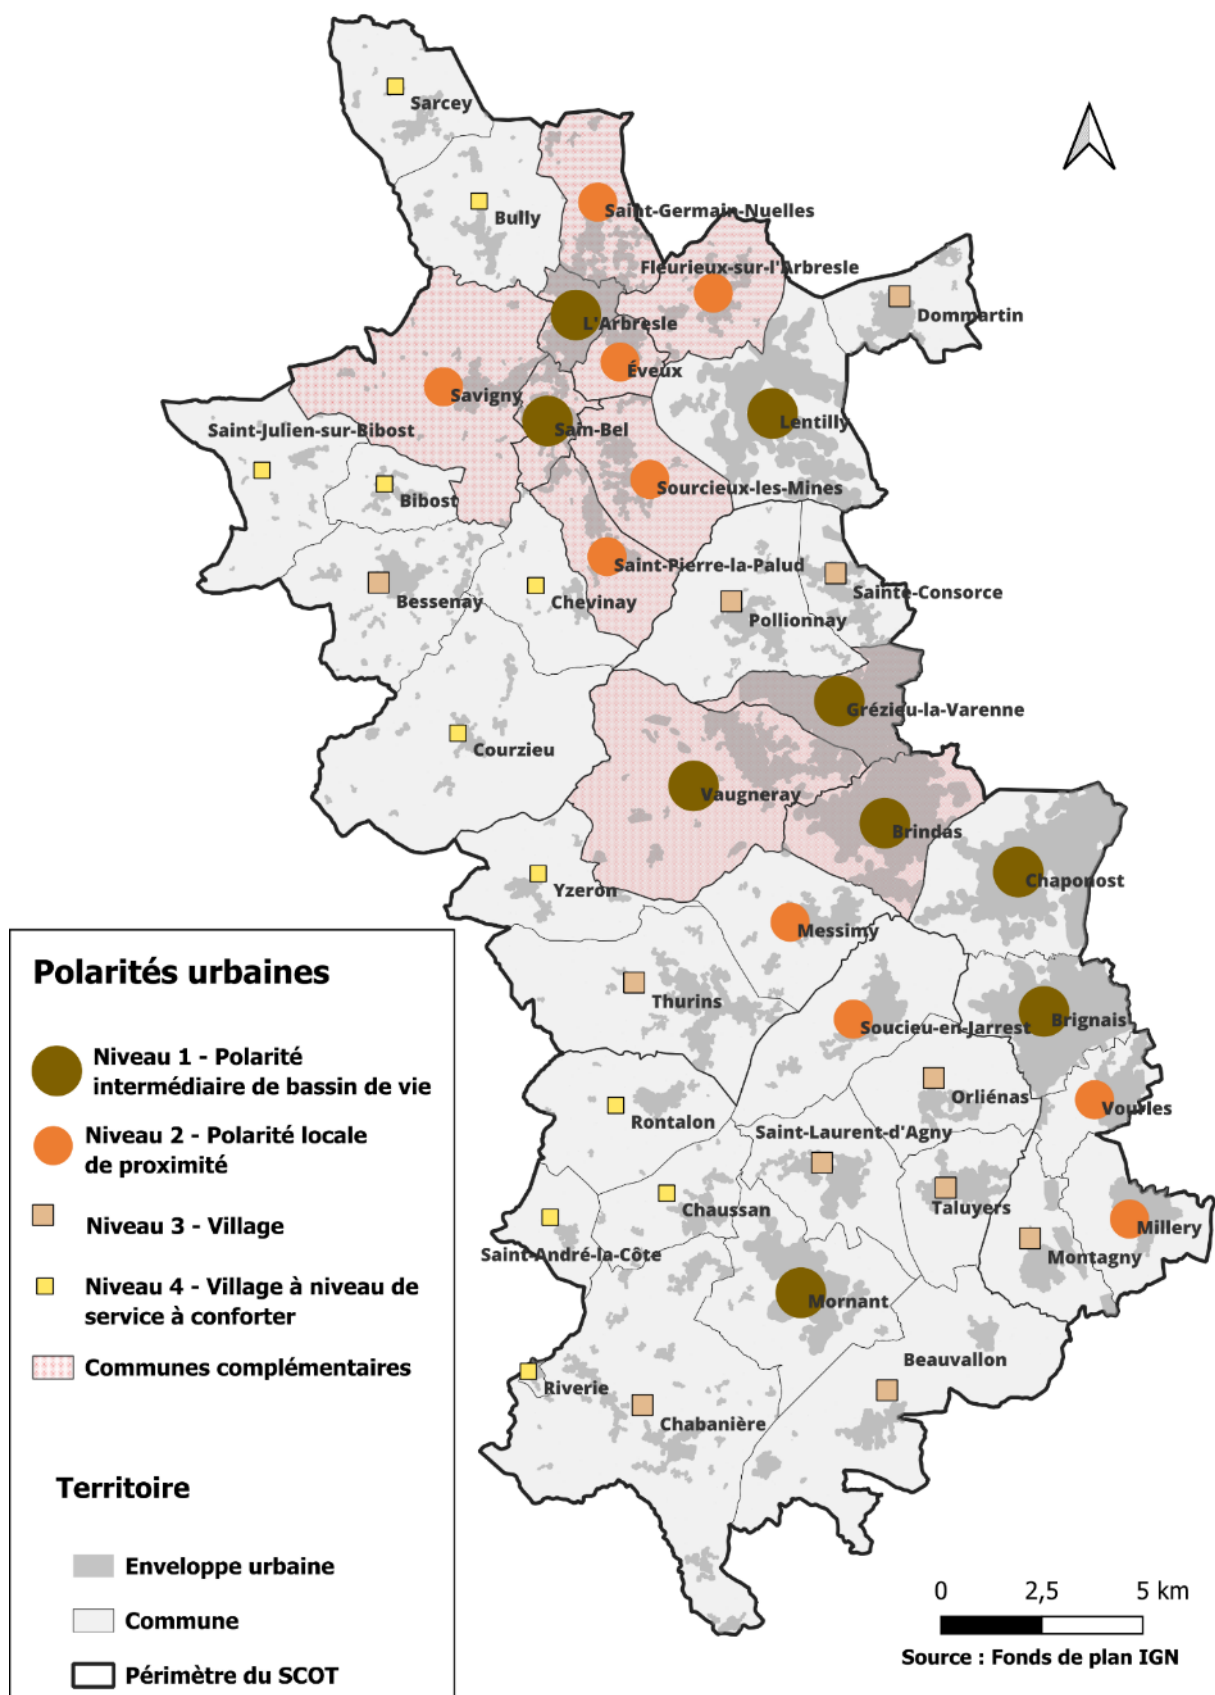 Sarcey
Bully
Saint-Germain-Nuelles
Fleurieux-sur-l'Arbresle
Dommartin
L'Arbresle
Éveux
Savigny
Lentilly
Sain-Bel
Saint-Julien-sur-Bibost
Bibost
Sourcieux-les-Mines
Saint-Pierre-la-Palud
Bessenay
Chevinay
Sainte-Consorce
Pollionnay
Grézieu-la-Varenne
Courzieu
Vaugneray
Brindas
Chaponost
Yzeron
Messimy
Thurins
Soucieu-en-Jarrest
Brignais
Orliénas
Vourles
Rontalon
Saint-Laurent-d'Agny
Chaussan
Taluyers
Millery
Saint-André-la-Côte
Montagny
Mornant
Beauvallon
Riverie
Chabanière
Polarités urbaines
Niveau 1 - Polarité
intermédiaire de bassin de vie
Niveau 2 - Polarité locale
de proximité
Niveau 3 - Village
Niveau 4 - Village à niveau de
service à conforter
Communes complémentaires
Territoire
Enveloppe urbaine
Commune
Périmètre du SCOT
0 2,5 5 km
Source : Fonds de plan IGN